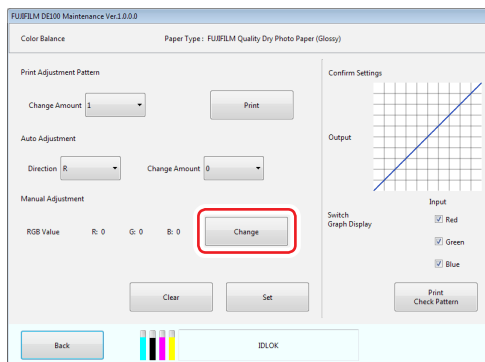 FUJIFILM DE100 Maintenance Ver.1.0.0.0
Color Balance
Paper Type : FUJIFILM Quality Dry Photo Paper (Glossy)
Print Adjustment Pattern
Change Amount 1
Print
Auto Adjustment
Direction R
Change Amount 0
Manual Adjustment
RGB Value R: 0 G: 0 B: 0
Change
Clear
Set
Confirm Settings
Output
Input
Switch
Graph Display
Red
Green
Blue
Print
Check Pattern
Back
IDLOK